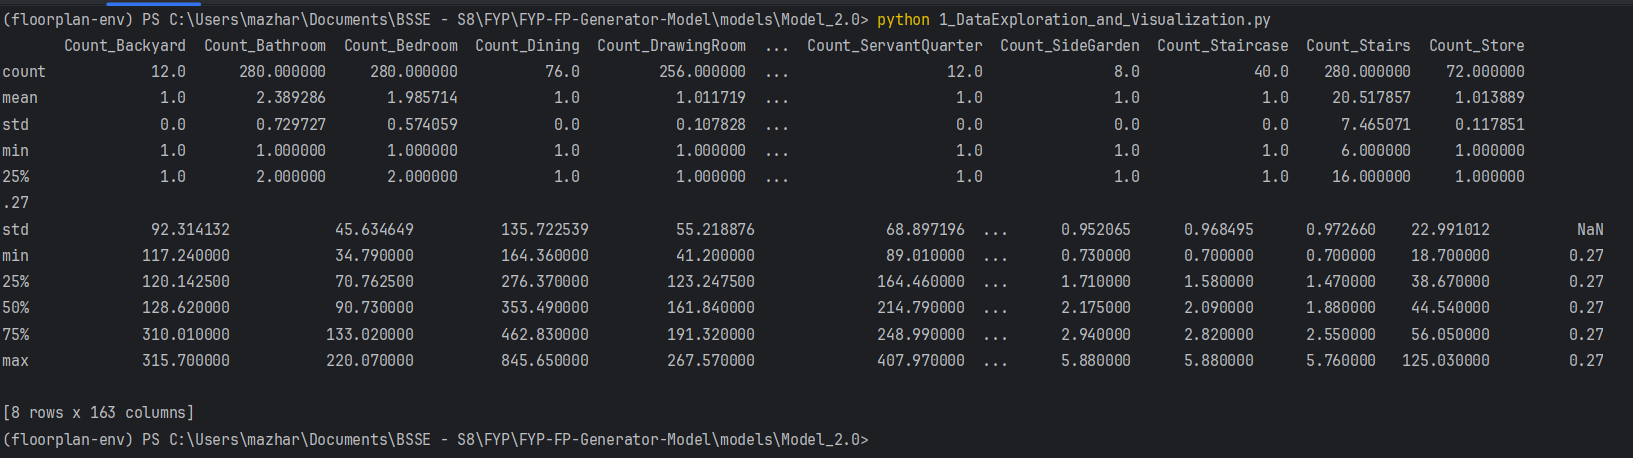 (floorplan-env) PS C:\Users\mazhar\Documents\BSSE - S8\FYP\FYP-FP-Generator-Model\models\Model_2.0> python 1_DataExploration_and_Visualization.py
Count_Backyard Count_Bathroom Count_Bedroom Count_Dining Count_DrawingRoom ... Count_ServantQuarter Count_SideGarden Count_Staircase Count_Stairs Count_Store
count 12.0 280.000000 280.000000 76.0 256.000000 ... 12.0 8.0 40.0 280.000000 72.000000
mean 1.0 2.389286 1.985714 1.0 1.011719 ... 1.0 1.0 1.0 20.517857 1.013889
std 0.0 0.729727 0.574059 0.0 0.107828 ... 0.0 0.0 0.0 7.465071 0.117851
min 1.0 1.000000 1.000000 1.0 1.000000 ... 1.0 1.0 1.0 6.000000 1.000000
25% 1.0 2.000000 2.000000 1.0 1.000000 ... 1.0 1.0 1.0 16.000000 1.000000
.27
std 92.314132 45.634649 135.722539 55.218876 68.897196 ... 0.952065 0.968495 0.972660 22.991012 NaN
min 117.240000 34.790000 164.360000 41.200000 89.010000 ... 0.730000 0.700000 0.700000 18.700000 0.27
25% 120.142500 70.762500 276.370000 123.247500 164.460000 ... 1.710000 1.580000 1.470000 38.670000 0.27
50% 128.620000 90.730000 353.490000 161.840000 214.790000 ... 2.175000 2.090000 1.880000 44.540000 0.27
75% 310.010000 133.020000 462.830000 191.320000 248.990000 ... 2.940000 2.820000 2.550000 56.050000 0.27
max 315.700000 220.070000 845.650000 267.570000 407.970000 ... 5.880000 5.880000 5.760000 125.030000 0.27
[8 rows x 163 columns]
(floorplan-env) PS C:\Users\mazhar\Documents\BSSE - S8\FYP\FYP-FP-Generator-Model\models\Model_2.0>